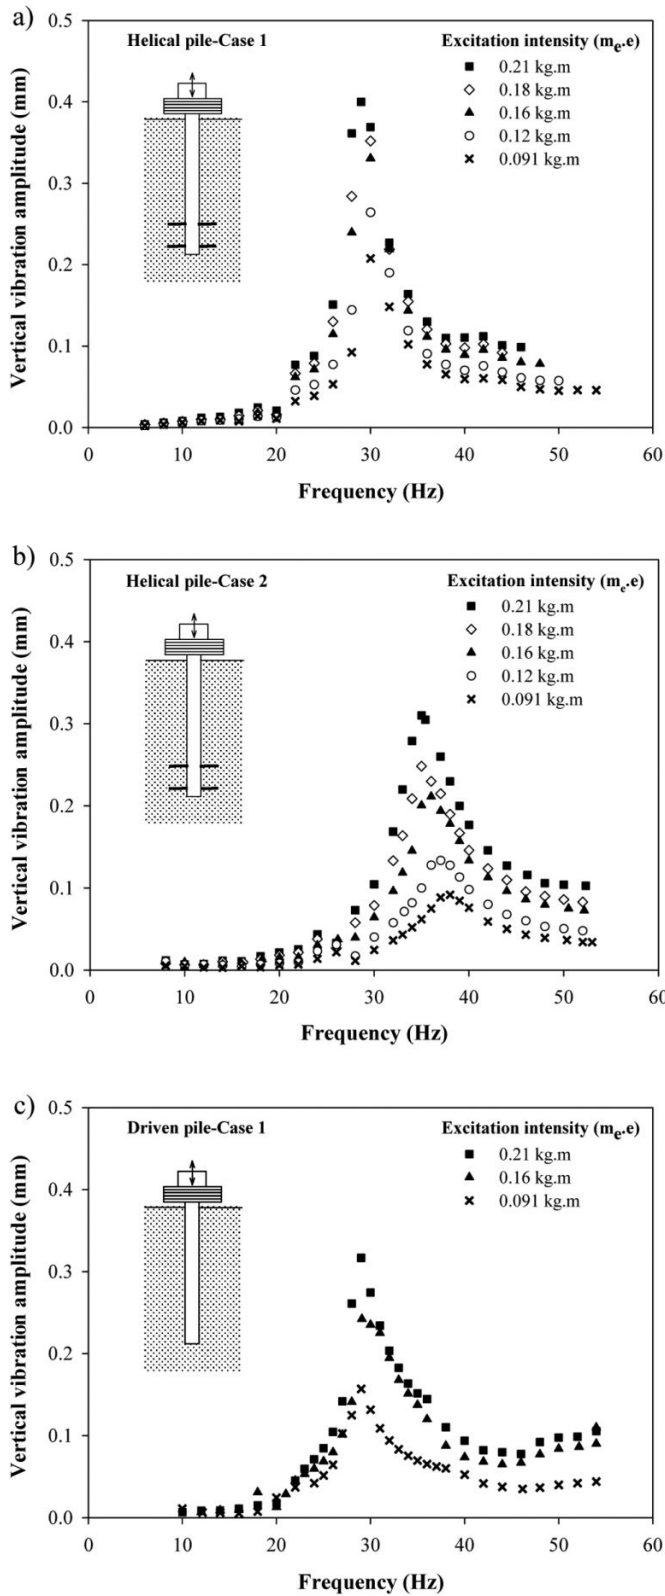 a)
Helical pile-Case 1
Excitation intensity (me.e)
0.21 kg.m
0.18 kg.m
0.16 kg.m
0.12 kg.m
0.091 kg.m
Vertical vibration amplitude (mm)
0.5
0.4
0.3
0.2
0.1
0.0
0 10 20 30 40 50 60
Frequency (Hz)
b)
Helical pile-Case 2
Excitation intensity (me.e)
0.21 kg.m
0.18 kg.m
0.16 kg.m
0.12 kg.m
0.091 kg.m
Vertical vibration amplitude (mm)
0.5
0.4
0.3
0.2
0.1
0.0
0 10 20 30 40 50 60
Frequency (Hz)
c)
Driven pile-Case 1
Excitation intensity (me.e)
0.21 kg.m
0.16 kg.m
0.091 kg.m
Vertical vibration amplitude (mm)
0.5
0.4
0.3
0.2
0.1
0.0
0 10 20 30 40 50 60
Frequency (Hz)